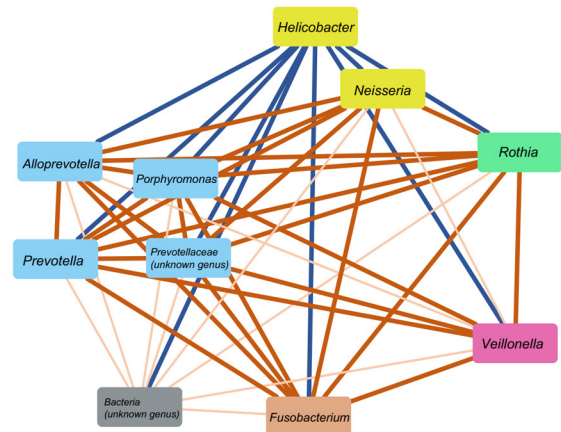 Helicobacter
Neisseria
Rothia
Alloprevotella
Porphyromonas
Prevotella
Prevotellaceae
(unknown genus)
Veillonella
Bacteria
(unknown genus)
Fusobacterium